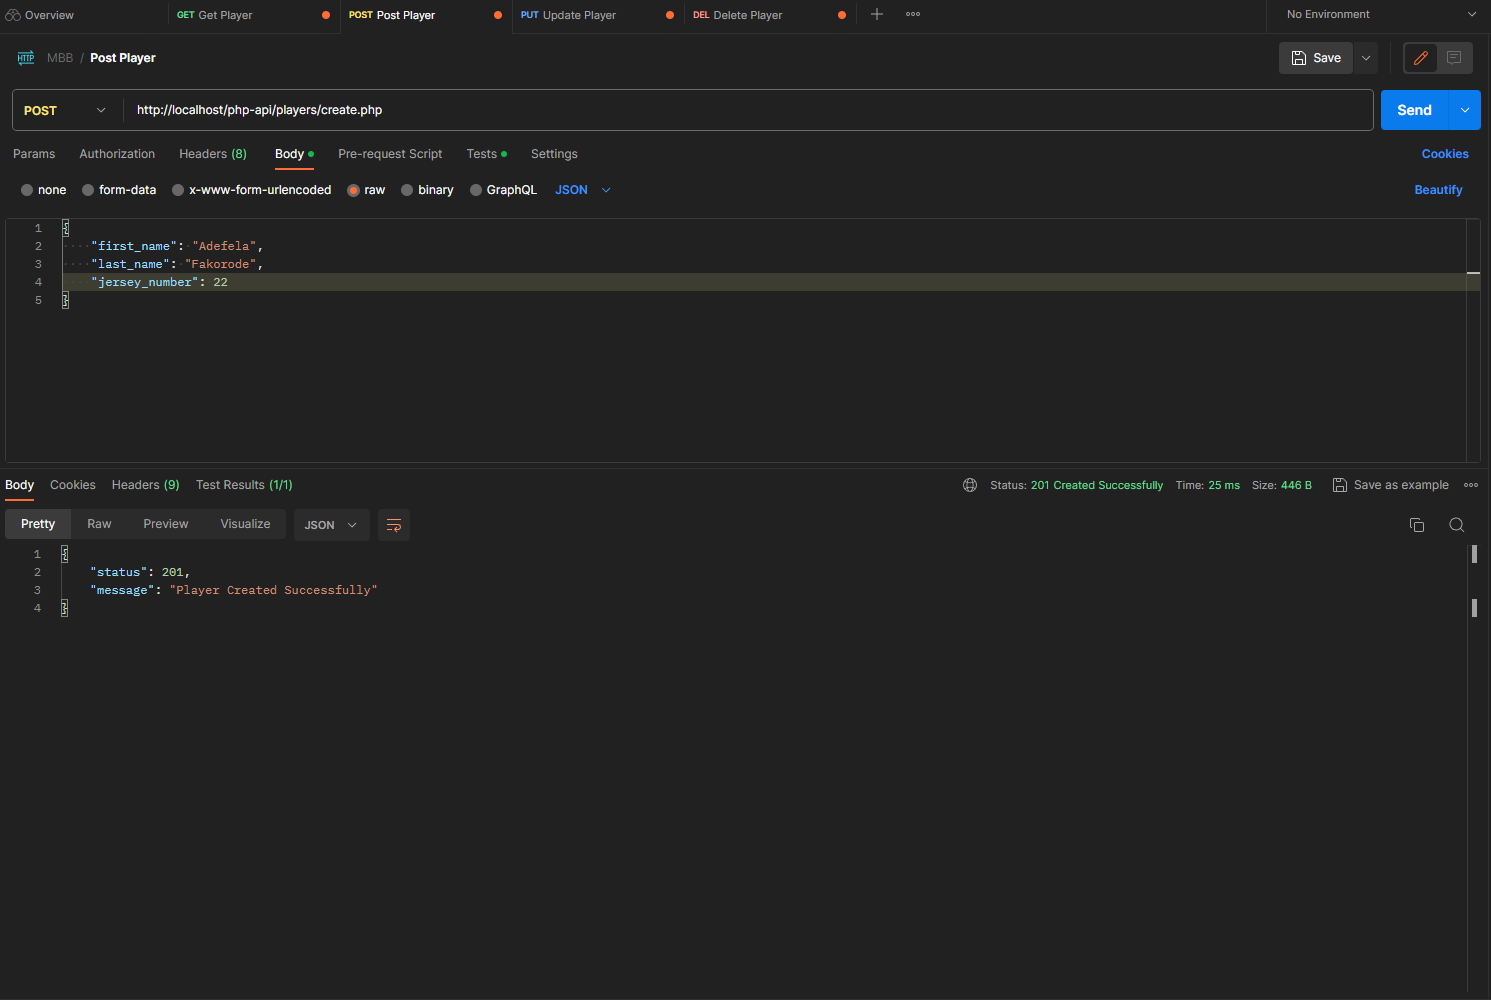 Overview GET Get Player POST Post Player PUT Update Player DEL Delete Player No Environment
HTTP MBB / Post Player Save
POST http://localhost/php-api/players/create.php Send
Params Authorization Headers (8) Body Pre-request Script Tests Settings Cookies
none form-data x-www-form-urlencoded raw binary GraphQL JSON Beautify
1 {
2 "first_name": "Adefela",
3 "last_name": "Fakorode",
4 "jersey_number": 22
5 }
Body Cookies Headers (9) Test Results (1/1) Status: 201 Created Successfully Time: 25 ms Size: 446 B Save as example
Pretty Raw Preview Visualize JSON
1 {
2 "status": 201,
3 "message": "Player Created Successfully"
4 }